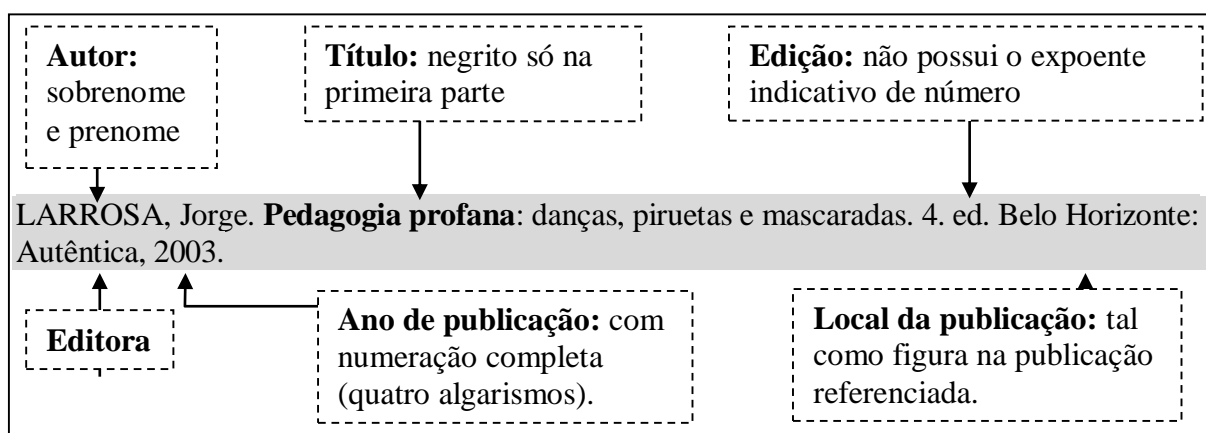 Autor:
sobrenome
e prenome
Título: negrito só na
primeira parte
Edição: não possui o expoente
indicativo de número
LARROSA, Jorge. Pedagogia profana: danças, piruetas e mascaradas. 4. ed. Belo Horizonte:
Autêntica, 2003.
Editora
Ano de publicação: com
numeração completa
(quatro algarismos).
Local da publicação: tal
como figura na publicação
referenciada.